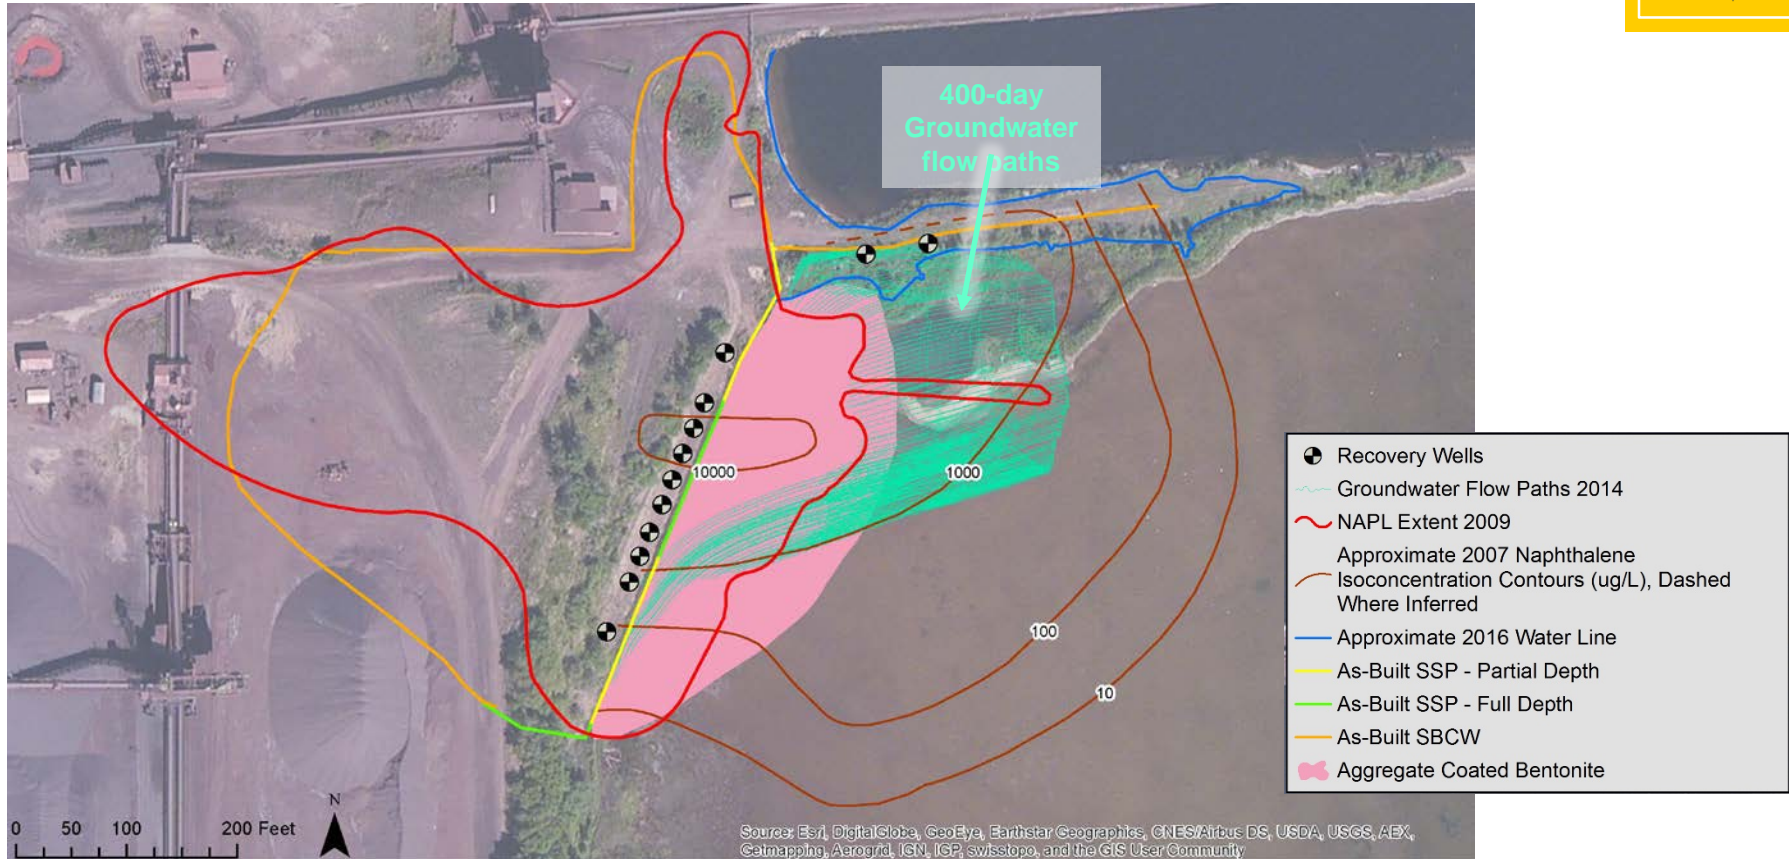 400-day
Groundwater
flow paths
10000
1000
100
10
Recovery Wells
Groundwater Flow Paths 2014
NAPL Extent 2009
Approximate 2007 Naphthalene
Isoconcentration Contours (ug/L), Dashed
Where Inferred
Approximate 2016 Water Line
As-Built SSP - Partial Depth
As-Built SSP - Full Depth
As-Built SBCW
Aggregate Coated Bentonite
N
0 50 100 200 Feet
Source: Esri, DigitalGlobe, GeoEye, Earthstar Geographics, CNES/Airbus DS, USDA, USGS, AEX,
Getmapping, Aerogrid, IGN, IGP, swisstopo, and the GIS User Community